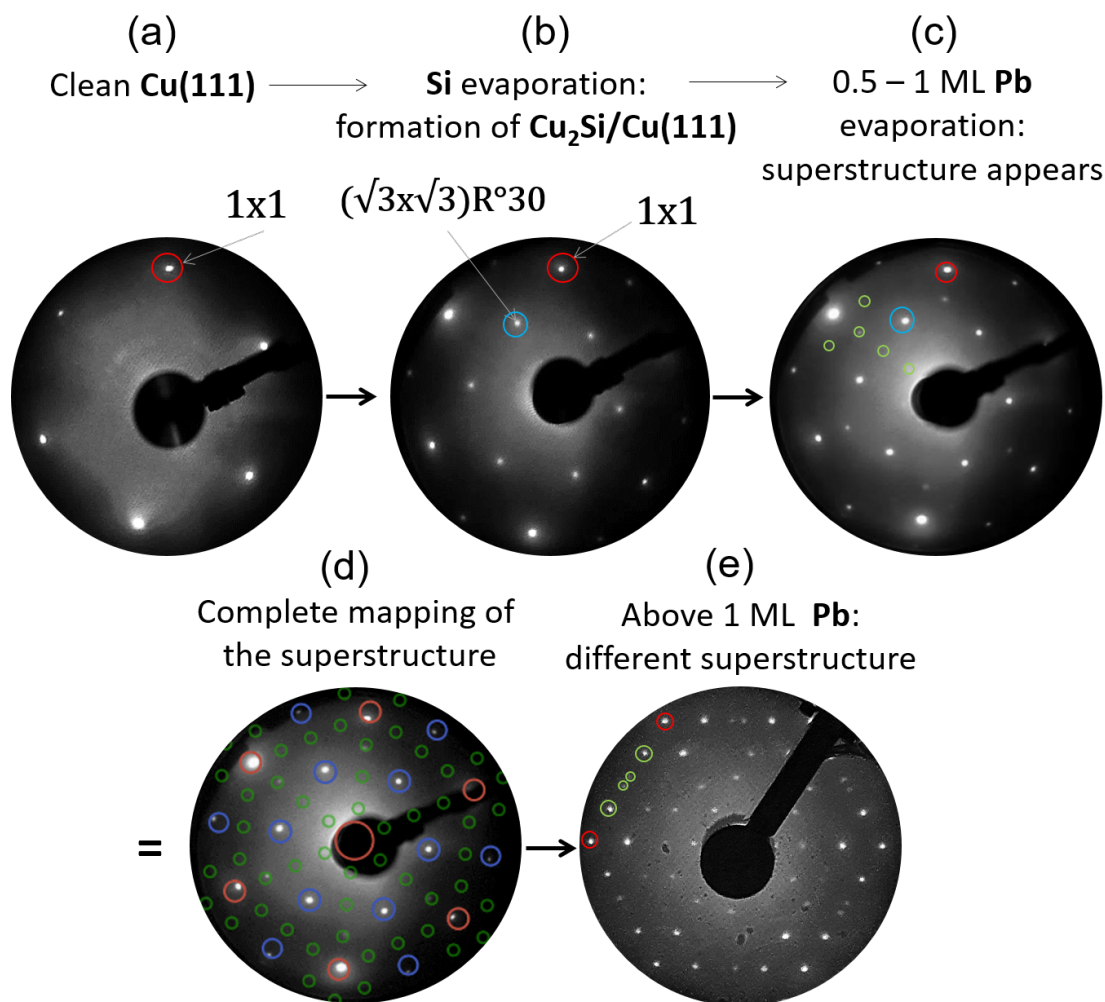 (a)
Clean Cu(111)
(b)
Si evaporation:
formation of Cu₂Si/Cu(111)
(c)
0.5 – 1 ML Pb
evaporation:
superstructure appears
1x1
(√3x√3)R°30
1x1
(d)
Complete mapping of
the superstructure
(e)
Above 1 ML Pb:
different superstructure
=